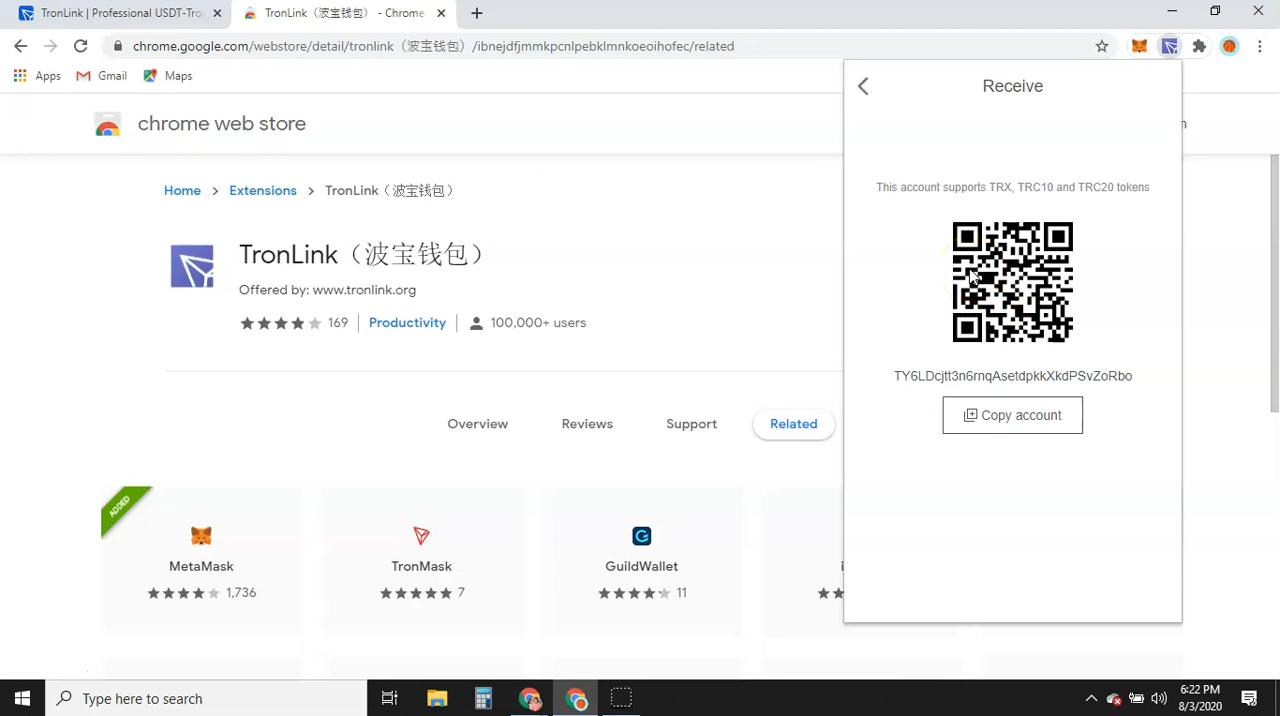 TronLink | Professional USDT-Tro
TronLink（波宝钱包） - Chrome
chrome.google.com/webstore/detail/tronlink（波宝钱包）/ibnejdfjmmkpcnlpebklmnkoeoihofec/related
Apps
Gmail
Maps
chrome web store
Home
Extensions
TronLink（波宝钱包）
TronLink（波宝钱包）
Offered by: www.tronlink.org
169
Productivity
100,000+ users
Overview
Reviews
Support
Related
ADDED
MetaMask
1,736
TronMask
7
GuildWallet
11
Receive
This account supports TRX, TRC10 and TRC20 tokens
TY6LDcjtt3n6rnqAsetdpkkXkdPSvZoRbo
Copy account
Type here to search
6:22 PM
8/3/2020